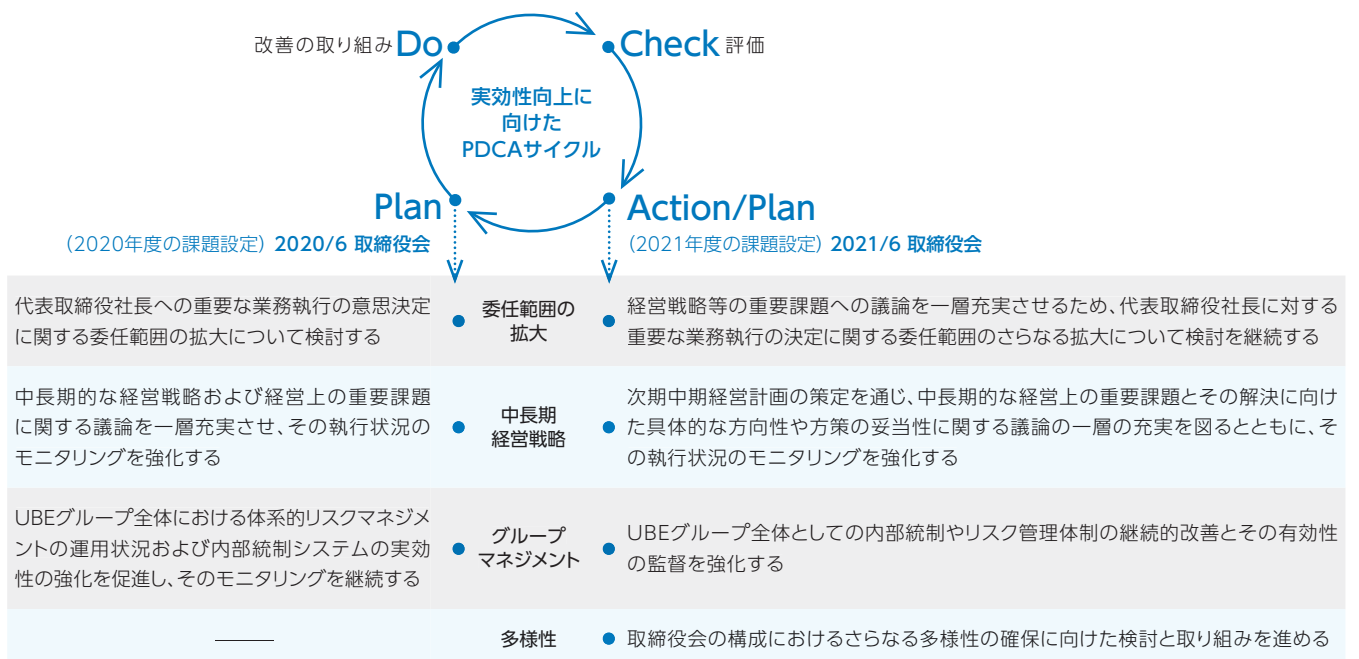 改善の取り組み Do
Check 評価
実効性向上に
向けた
PDCAサイクル
Plan
(2020年度の課題設定) 2020/6 取締役会
Action/Plan
(2021年度の課題設定) 2021/6 取締役会
代表取締役社長への重要な業務執行の意思決定
に関する委任範囲の拡大について検討する
委任範囲の
拡大
経営戦略等の重要課題への議論を一層充実させるため、代表取締役社長に対する
重要な業務執行の決定に関する委任範囲のさらなる拡大について検討を継続する
中長期的な経営戦略および経営上の重要課題
に関する議論を一層充実させ、その執行状況の
モニタリングを強化する
中長期
経営戦略
次期中期経営計画の策定を通じ、中長期的な経営上の重要課題とその解決に向け
た具体的な方向性や方策の妥当性に関する議論の一層の充実を図るとともに、そ
の執行状況のモニタリングを強化する
UBEグループ全体における体系的リスクマネジメ
ントの運用状況および内部統制システムの実効
性の強化を促進し、そのモニタリングを継続する
グループ
マネジメント
UBEグループ全体としての内部統制やリスク管理体制の継続的改善とその有効性
の監督を強化する
多様性
取締役会の構成におけるさらなる多様性の確保に向けた検討と取り組みを進める